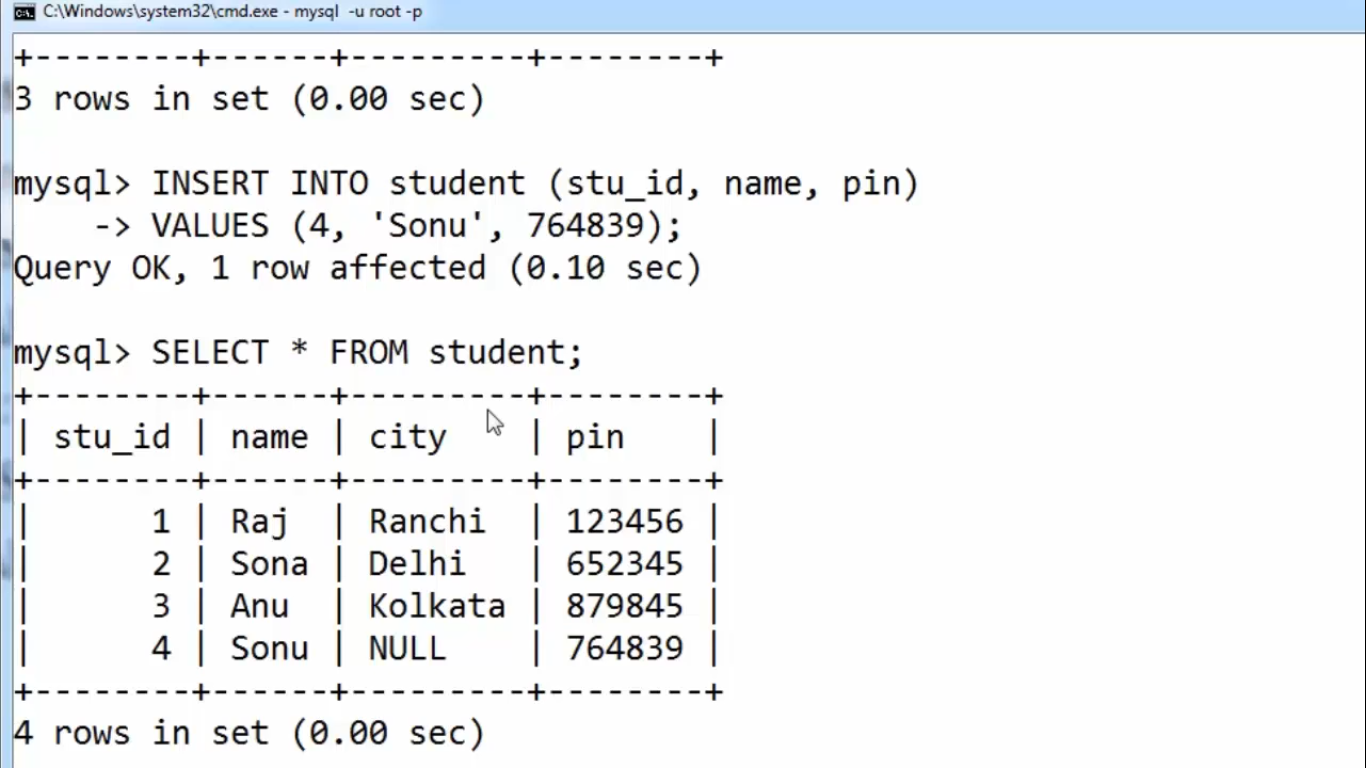 C:\Windows\system32\cmd.exe - mysql -u root -p
+--------+------+---------+--------+
3 rows in set (0.00 sec)
mysql> INSERT INTO student (stu_id, name, pin)
    -> VALUES (4, 'Sonu', 764839);
Query OK, 1 row affected (0.10 sec)
mysql> SELECT * FROM student;
+--------+------+---------+--------+
| stu_id | name | city    | pin    |
+--------+------+---------+--------+
|      1 | Raj  | Ranchi  | 123456 |
|      2 | Sona | Delhi   | 652345 |
|      3 | Anu  | Kolkata | 879845 |
|      4 | Sonu | NULL    | 764839 |
+--------+------+---------+--------+
4 rows in set (0.00 sec)